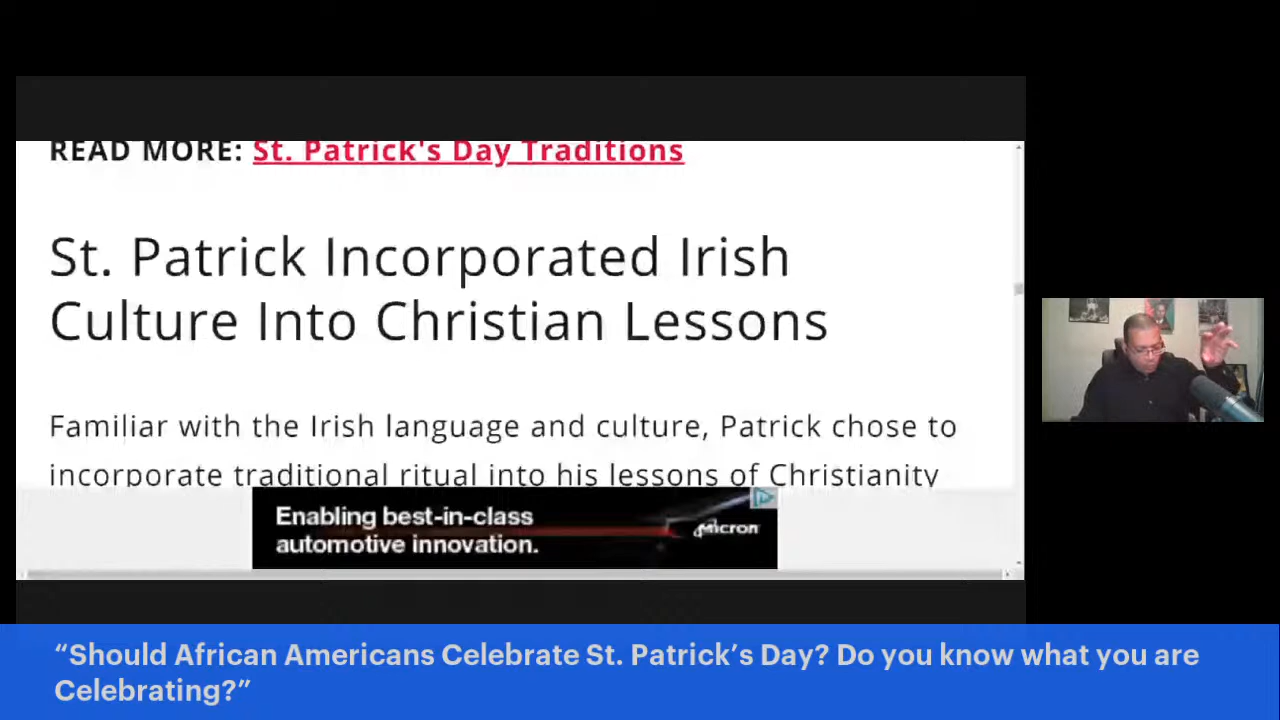 READ MORE: St. Patrick's Day Traditions
St. Patrick Incorporated Irish
Culture Into Christian Lessons
Familiar with the Irish language and culture, Patrick chose to
incorporate traditional ritual into his lessons of Christianity
Enabling best-in-class
automotive innovation.
Micron
“Should African Americans Celebrate St. Patrick’s Day? Do you know what you are
Celebrating?”